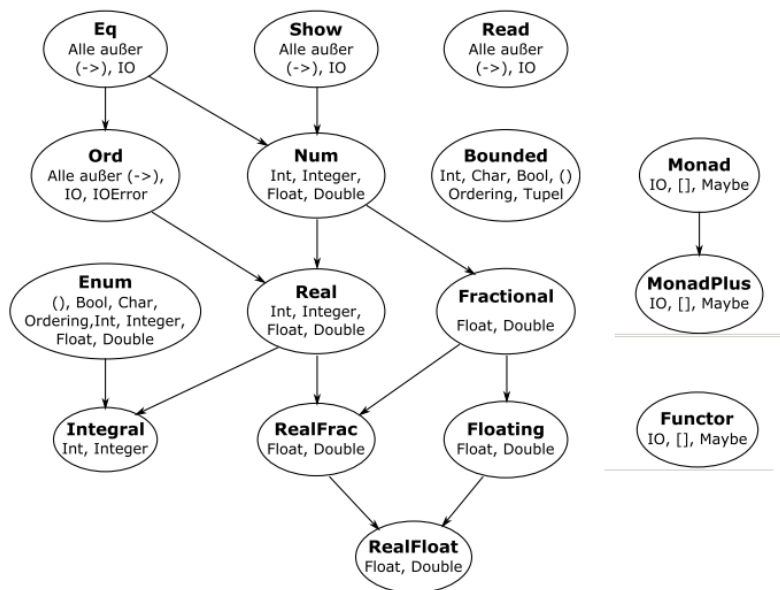 Eq
Alle außer
(->), IO
Show
Alle außer
(->), IO
Read
Alle außer
(->), IO
Ord
Alle außer (->),
IO, IOError
Num
Int, Integer,
Float, Double
Bounded
Int, Char, Bool, ()
Ordering, Tupel
Monad
IO, [], Maybe
Enum
(), Bool, Char,
Ordering,Int, Integer,
Float, Double
Real
Int, Integer,
Float, Double
Fractional
Float, Double
MonadPlus
IO, [], Maybe
Integral
Int, Integer
RealFrac
Float, Double
Floating
Float, Double
Functor
IO, [], Maybe
RealFloat
Float, Double